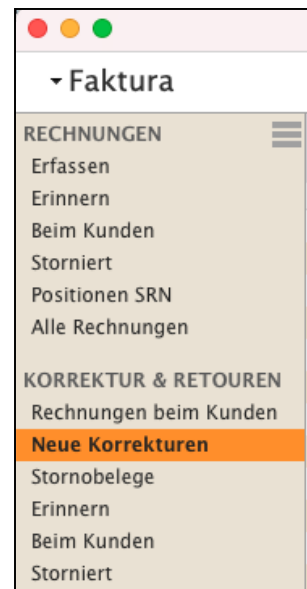 Faktura
RECHNUNGEN
Erfassen
Erinnern
Beim Kunden
Storniert
Positionen SRN
Alle Rechnungen
KORREKTUR & RETOUREN
Rechnungen beim Kunden
Neue Korrekturen
Stornobelege
Erinnern
Beim Kunden
Storniert